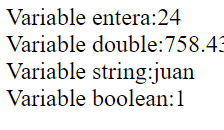 Variable entera:24
Variable double:758.43
Variable string:juan
Variable boolean:1